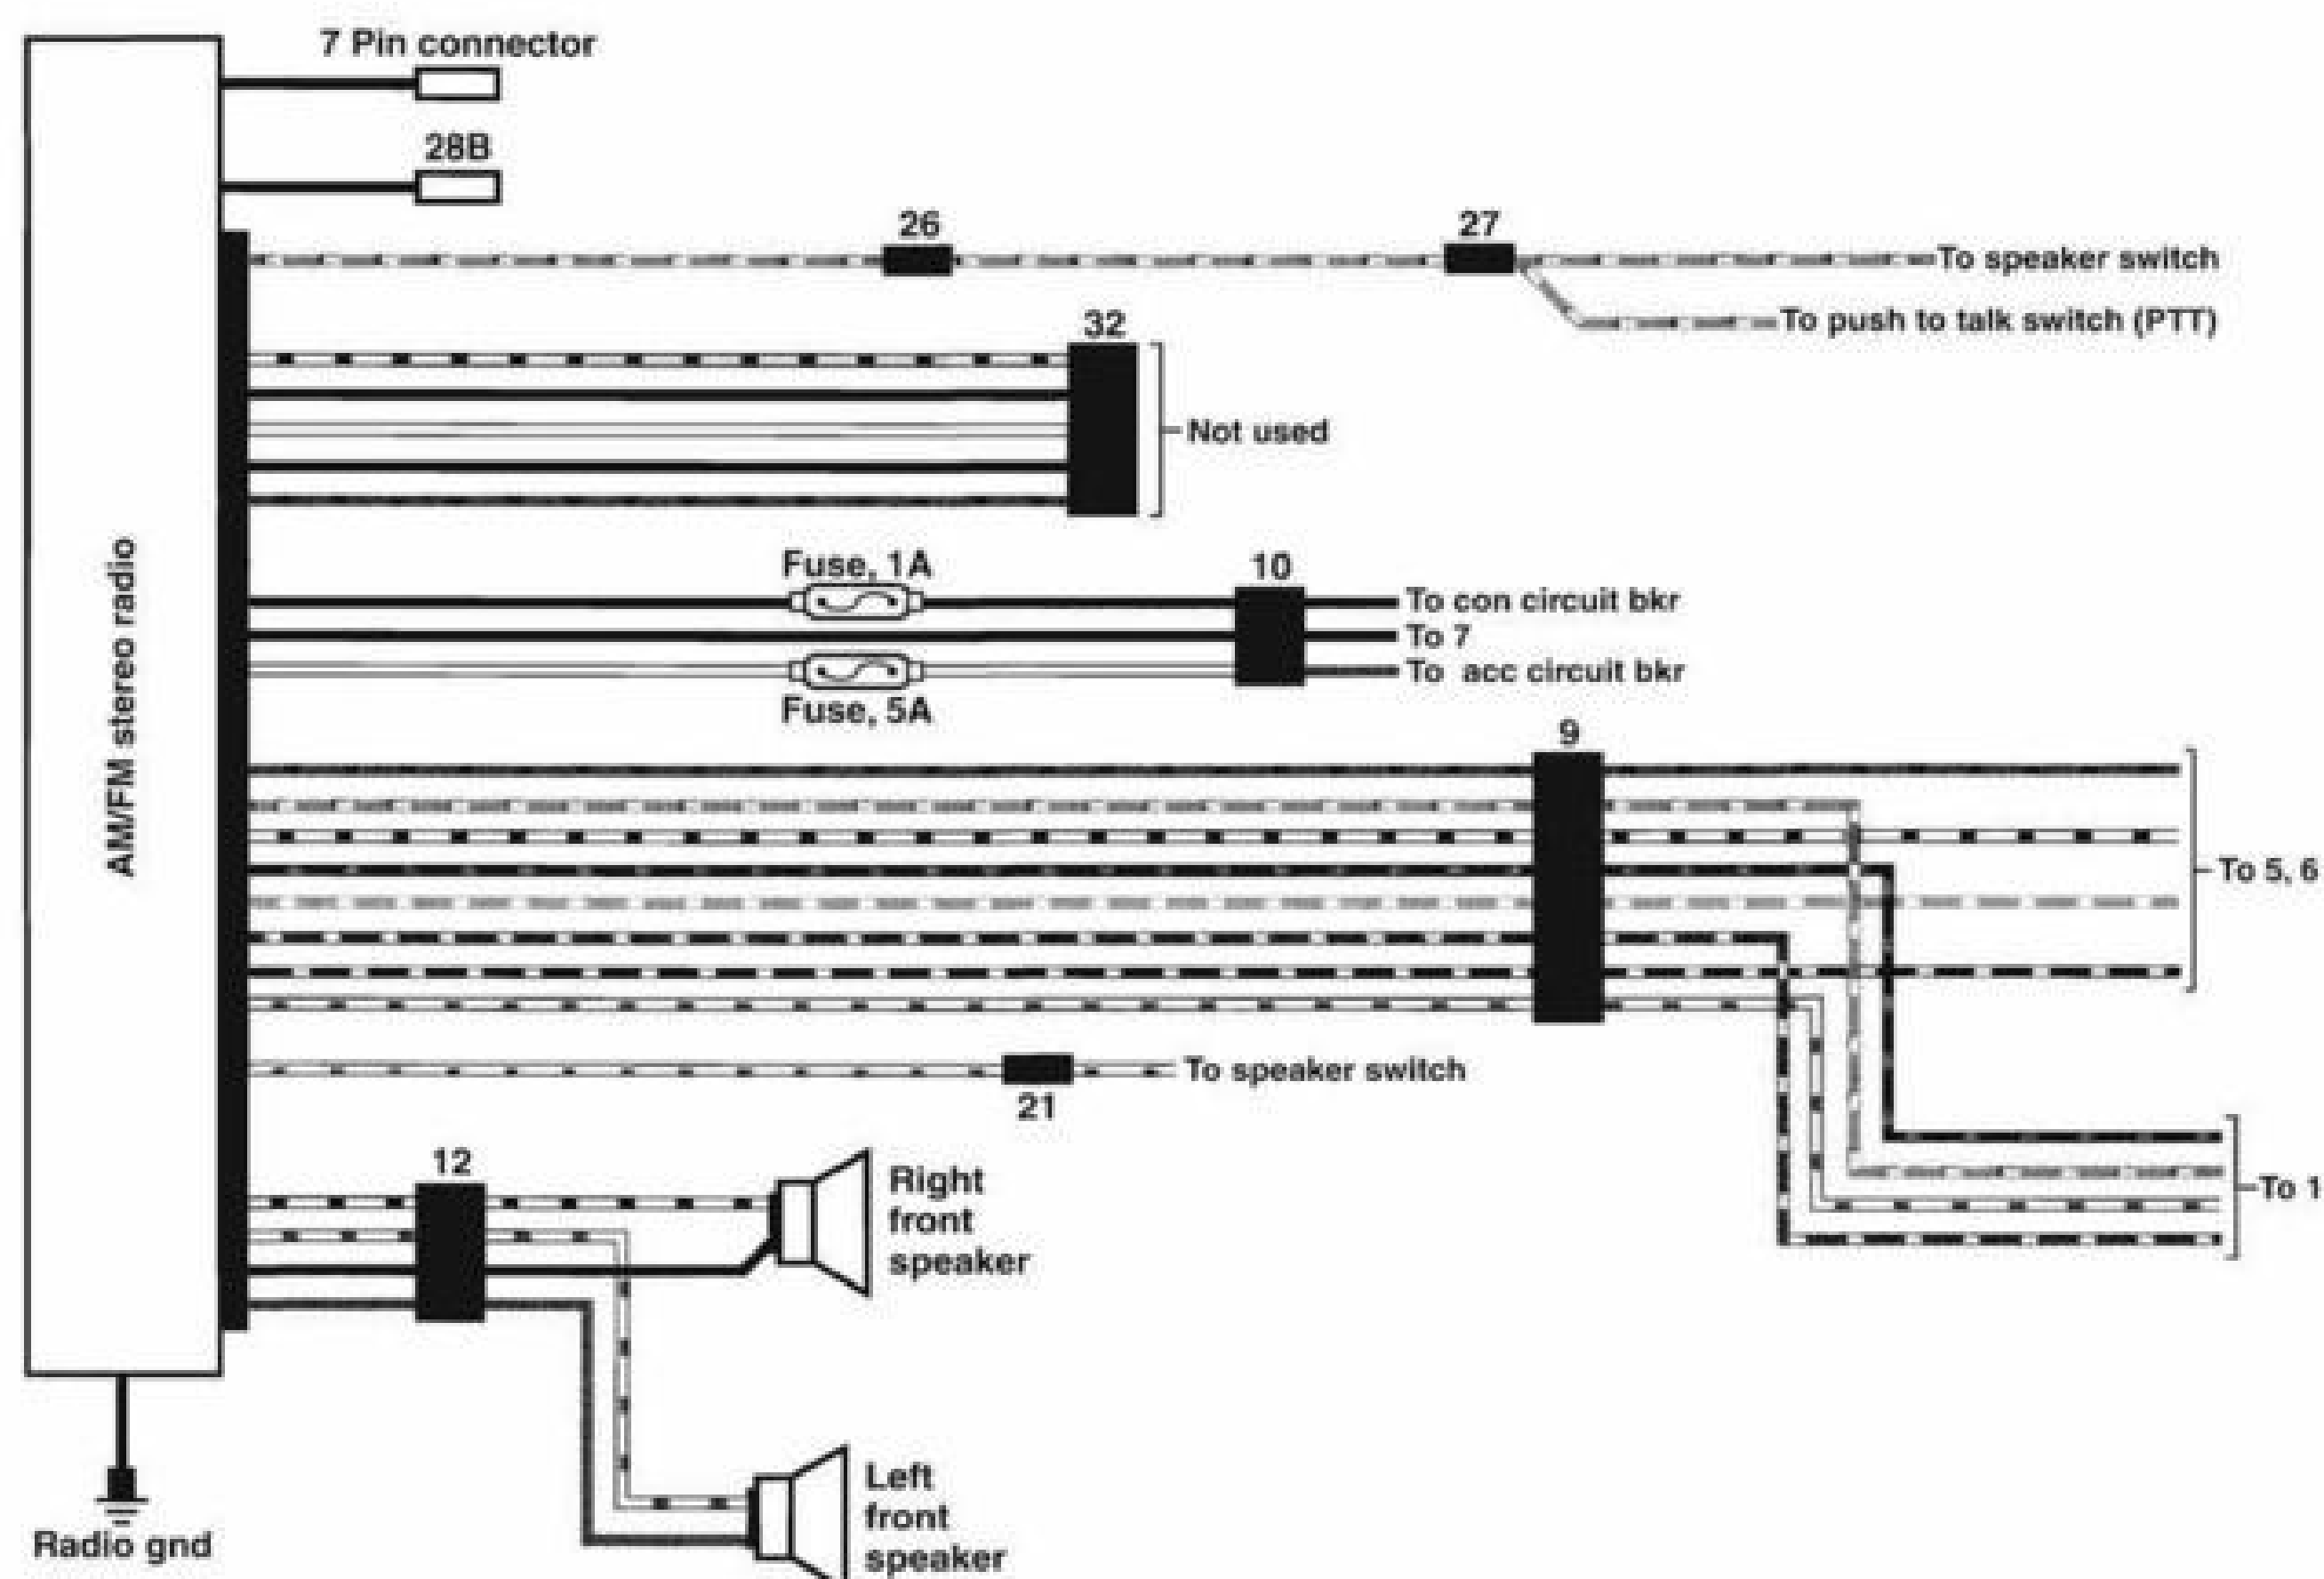 7 Pin connector
28B
26
27
To speaker switch
To push to talk switch (PTT)
32
Not used
AM/FM stereo radio
Fuse, 1A
10
To con circuit bkr
To 7
To acc circuit bkr
Fuse, 5A
9
To 5, 6
To speaker switch
21
12
Right
front
speaker
To 1
Left
front
speaker
Radio gnd